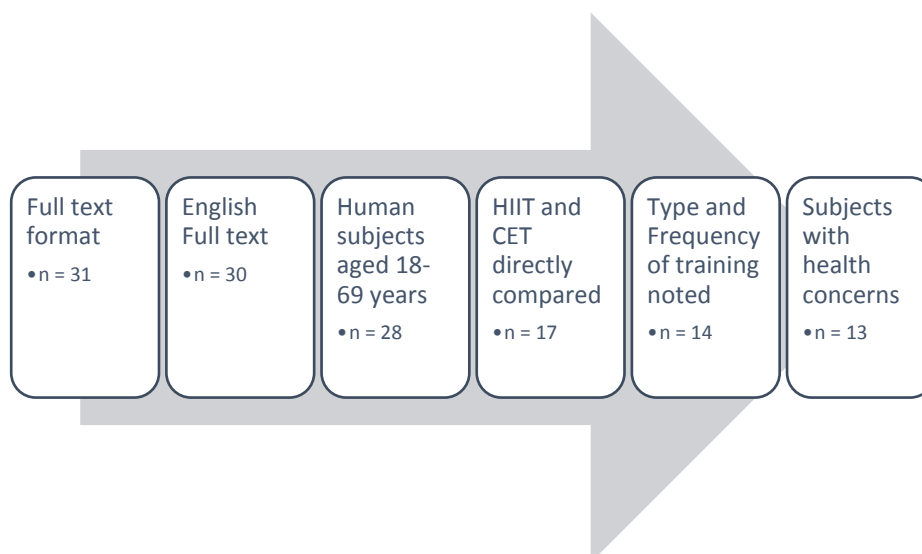 Full text
format
•n = 31
English
Full text
•n = 30
Human
subjects
aged 18-
69 years
•n = 28
HIIT and
CET
directly
compared
•n = 17
Type and
Frequency
of training
noted
•n = 14
Subjects
with
health
concerns
•n = 13